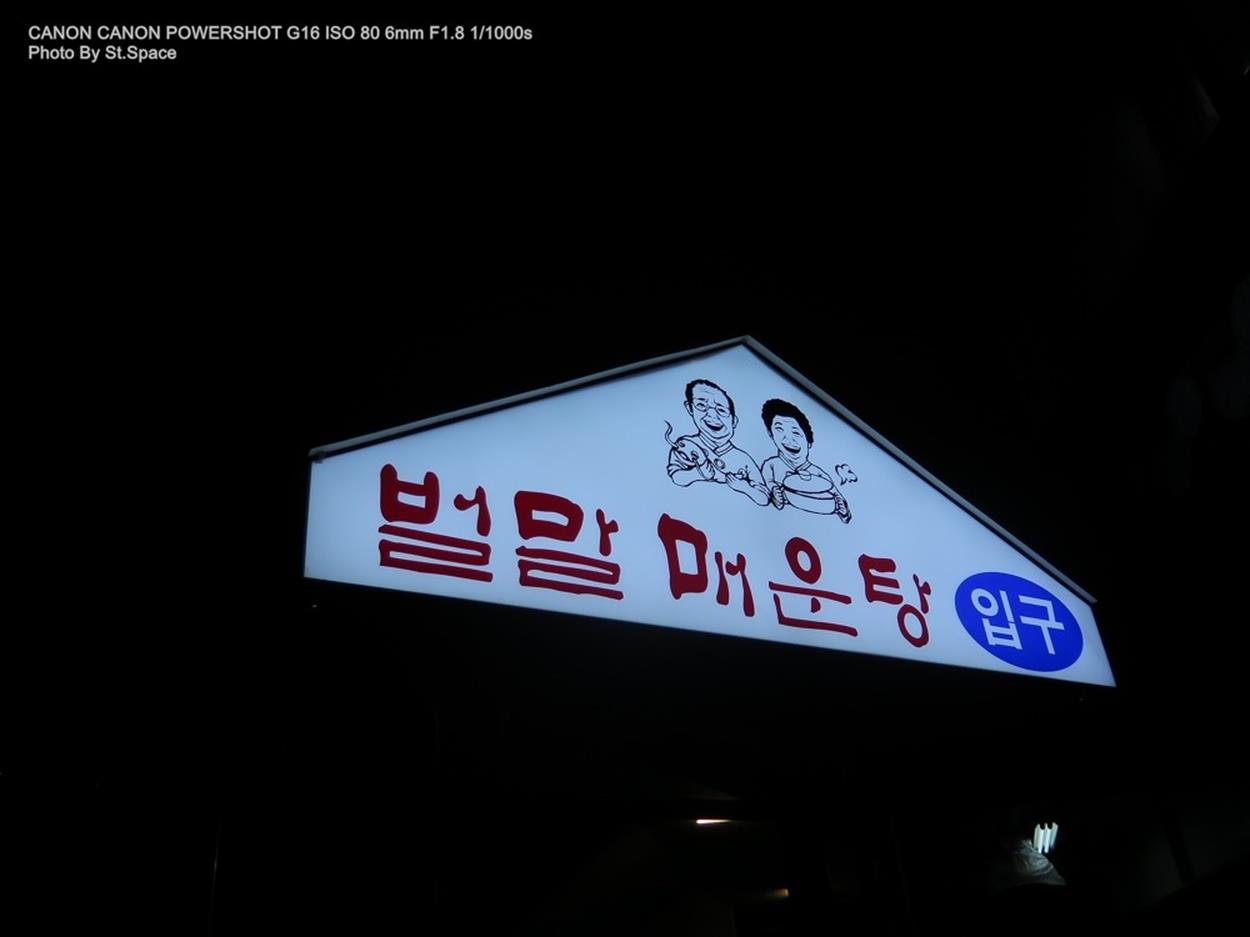 CANON CANON POWERSHOT G16 ISO 80 6mm F1.8 1/1000s
Photo By St.Space
벌말 매운탕 입구